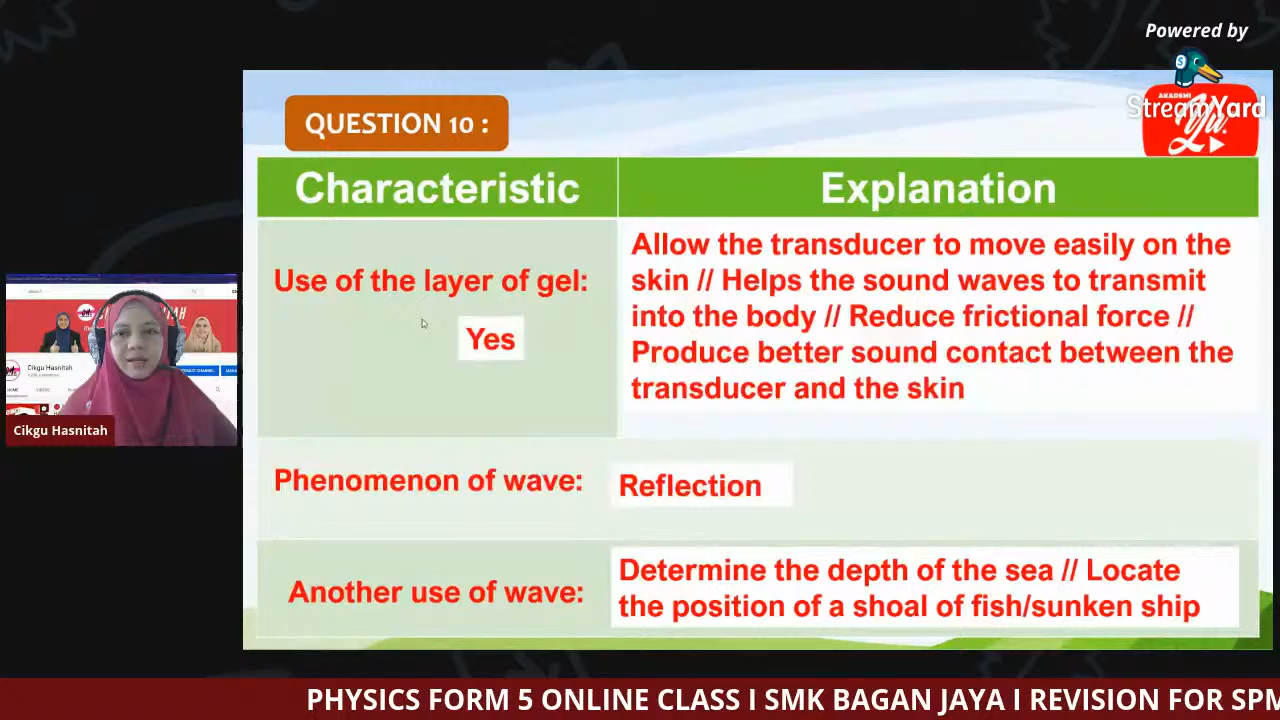 Powered by
StreamYard
AKADEMI
QUESTION 10 :
Characteristic
Explanation
Use of the layer of gel:
Yes
Allow the transducer to move easily on the
skin // Helps the sound waves to transmit
into the body // Reduce frictional force //
Produce better sound contact between the
transducer and the skin
Phenomenon of wave:
Reflection
Another use of wave:
Determine the depth of the sea // Locate
the position of a shoal of fish/sunken ship
Cikgu Hasnitah
Cikgu Hasnitah
PHYSICS FORM 5 ONLINE CLASS I SMK BAGAN JAYA I REVISION FOR SPM